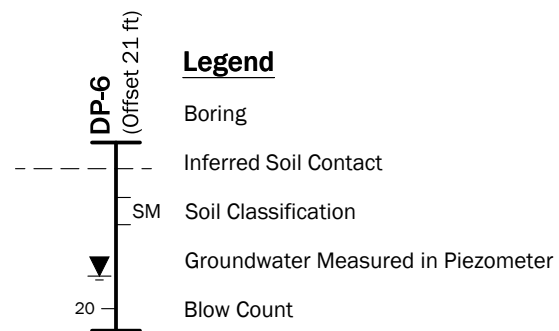 DP-6
(Offset 21 ft)
Legend
Boring
Inferred Soil Contact
SM Soil Classification
Groundwater Measured in Piezometer
20 Blow Count